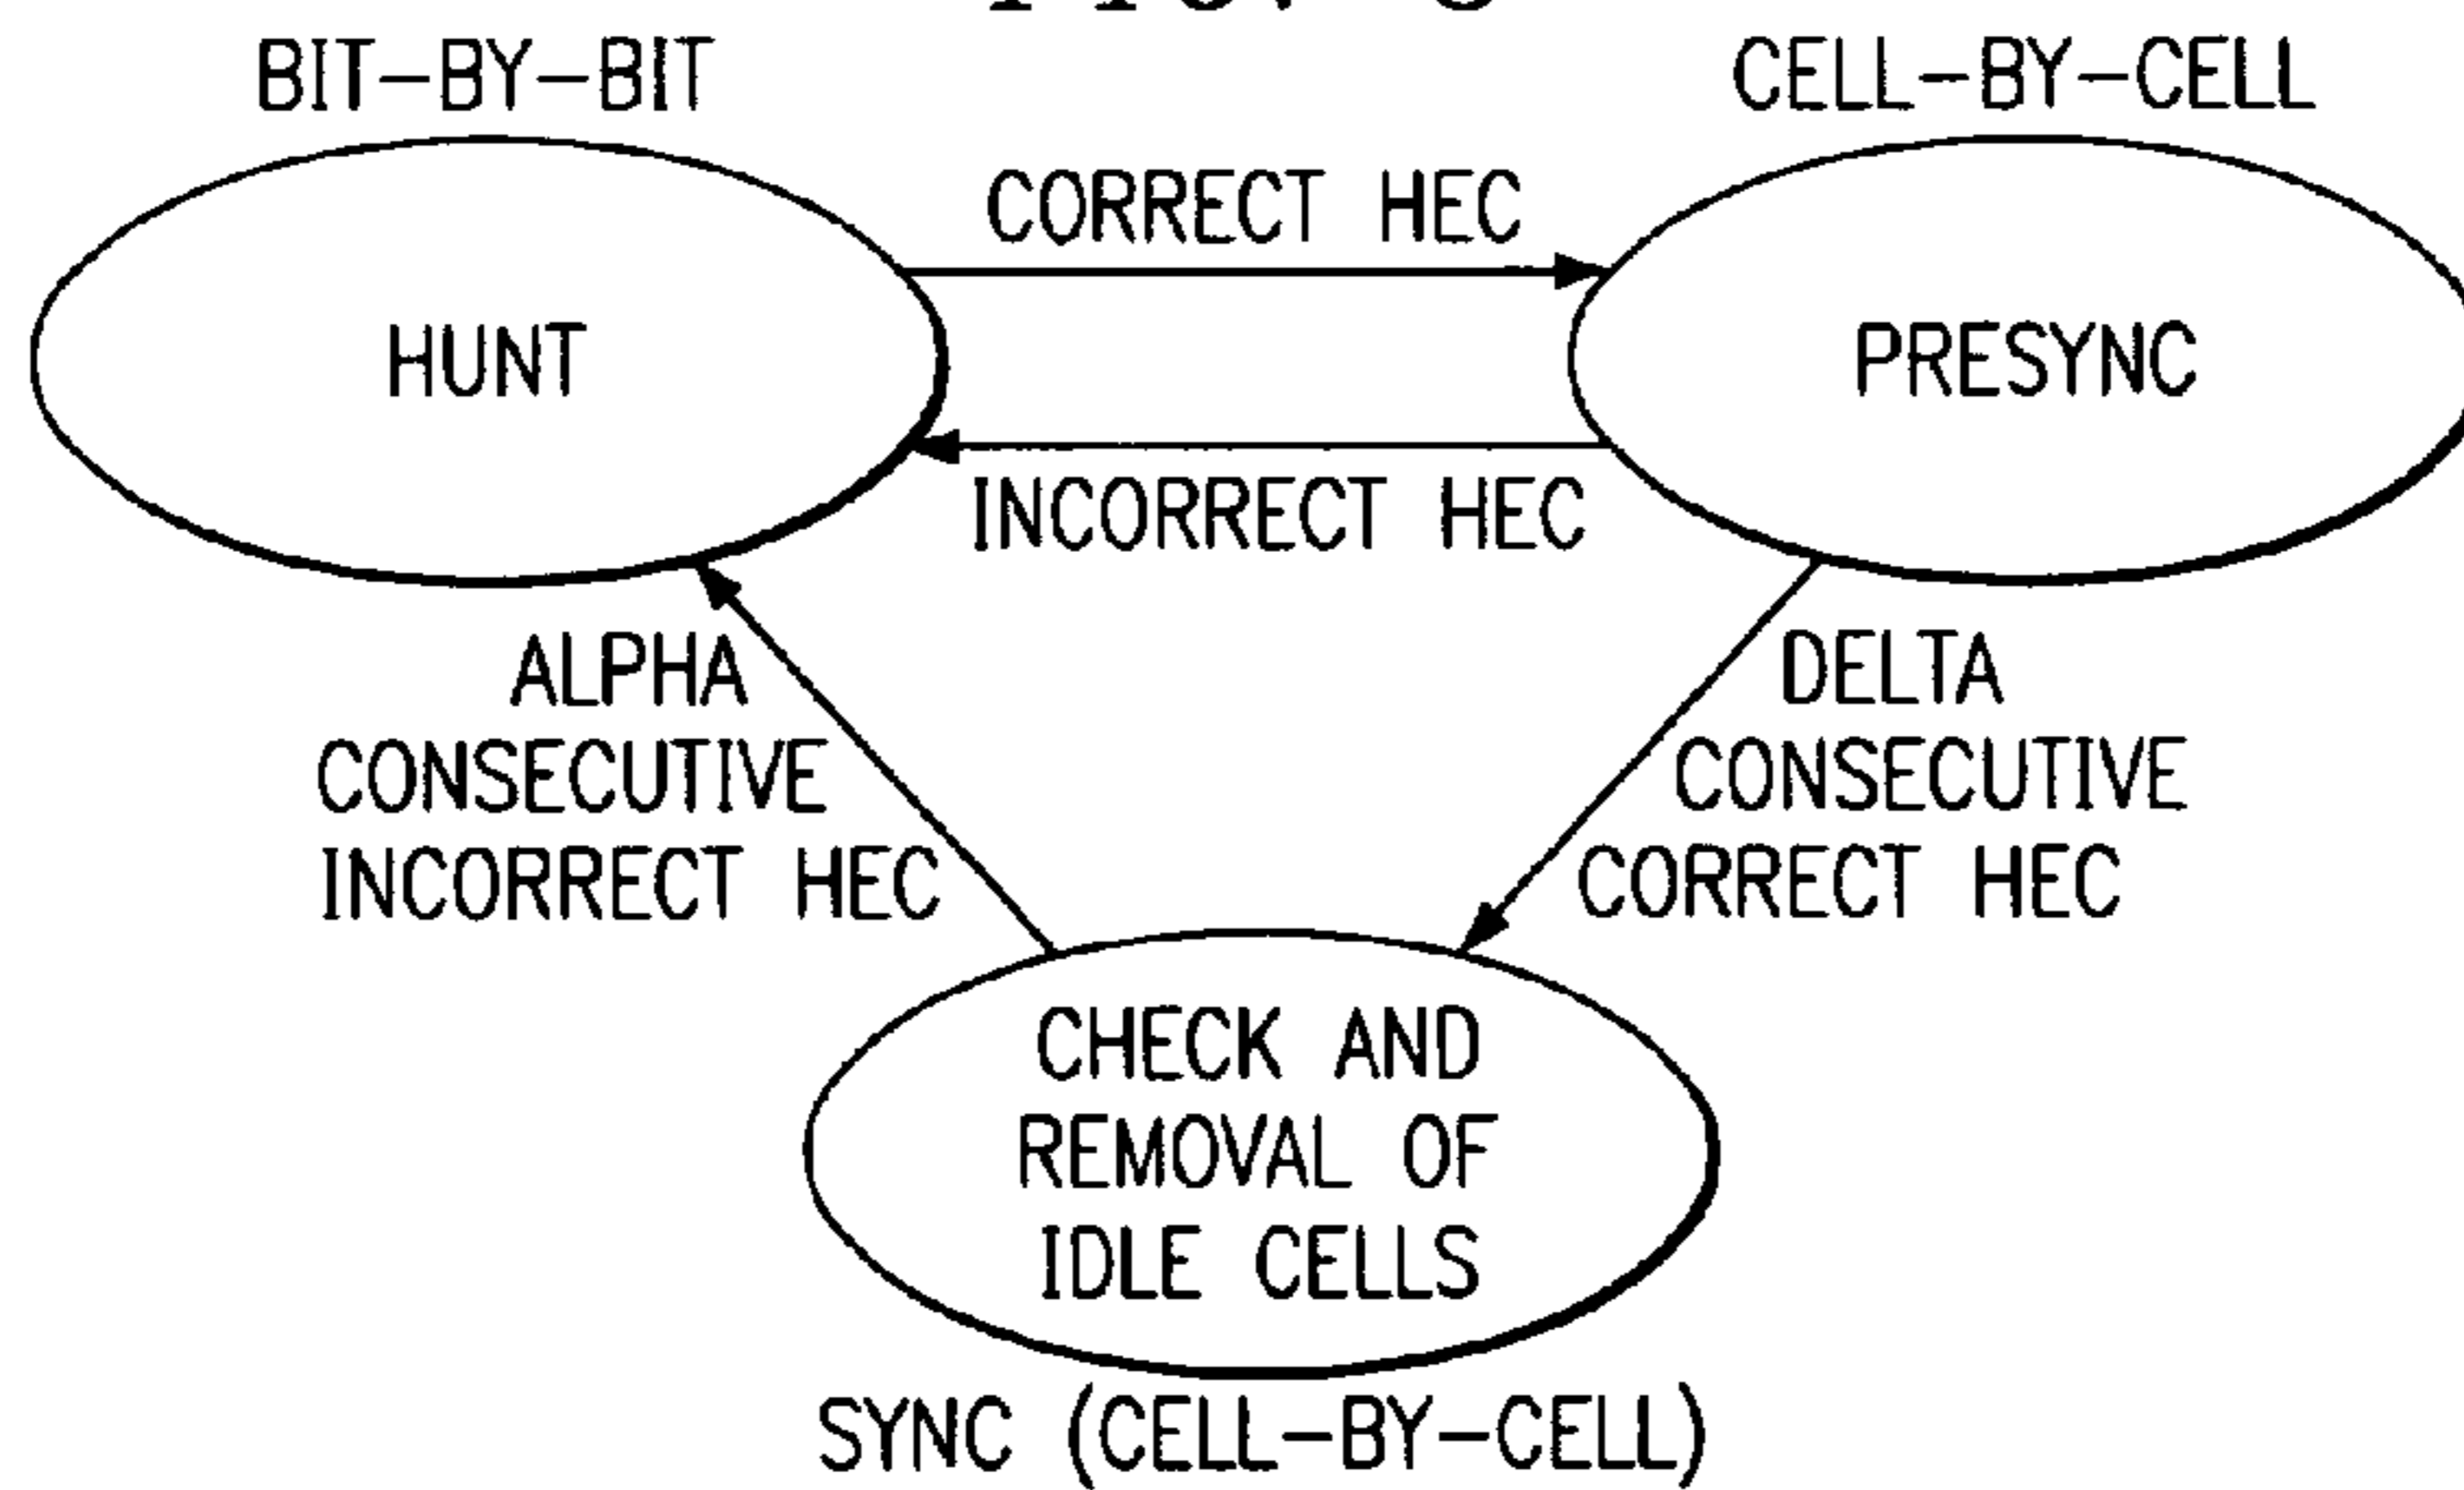 BIT-BY-BIT
CELL-BY-CELL
CORRECT HEC
HUNT
PRESYNC
INCORRECT HEC
ALPHA
CONSECUTIVE
INCORRECT HEC
DELTA
CONSECUTIVE
CORRECT HEC
CHECK AND
REMOVAL OF
IDLE CELLS
SYNC (CELL-BY-CELL)